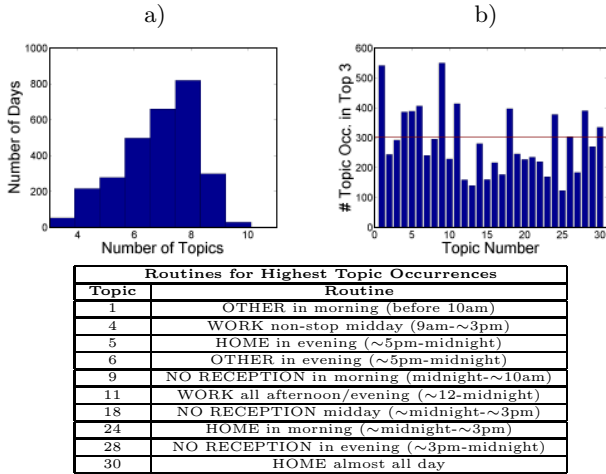 a)
b)
1000
800
600
400
200
0
Number of Days
4
6
8
10
Number of Topics
600
500
400
300
200
100
0
# Topic Occ. in Top 3
0
5
10
15
20
25
30
Topic Number
Routines for Highest Topic Occurrences
Topic Routine
1 OTHER in morning (before 10am)
4 WORK non-stop midday (9am-~3pm)
5 HOME in evening (~5pm-midnight)
6 OTHER in evening (~5pm-midnight)
9 NO RECEPTION in morning (midnight-~10am)
11 WORK all afternoon/evening (~12-midnight)
18 NO RECEPTION midday (~midnight-~3pm)
24 HOME in morning (~midnight-~3pm)
28 NO RECEPTION in evening (~3pm-midnight)
30 HOME almost all day